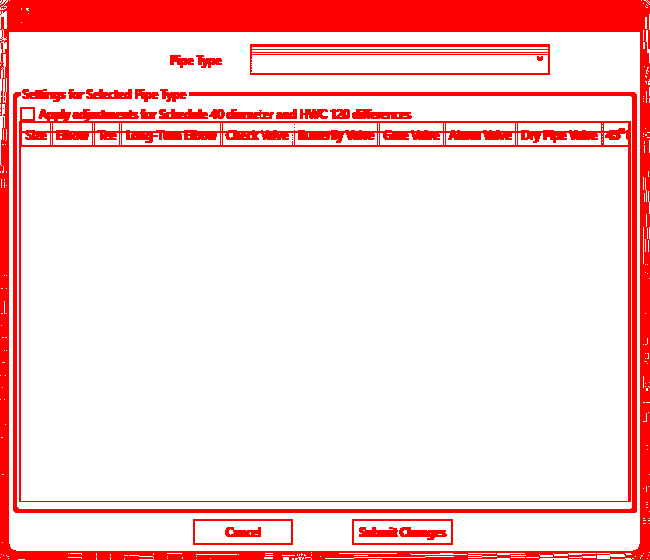 Pipe Type
Settings for Selected Pipe Type
Apply adjustments for Schedule 40 diameter and HWC 120 differences
Size Elbow Tee Long-Turn Elbow Check Valve Butterfly Valve Gate Valve Alarm Valve Dry Pipe Valve 45°
Cancel Submit Changes